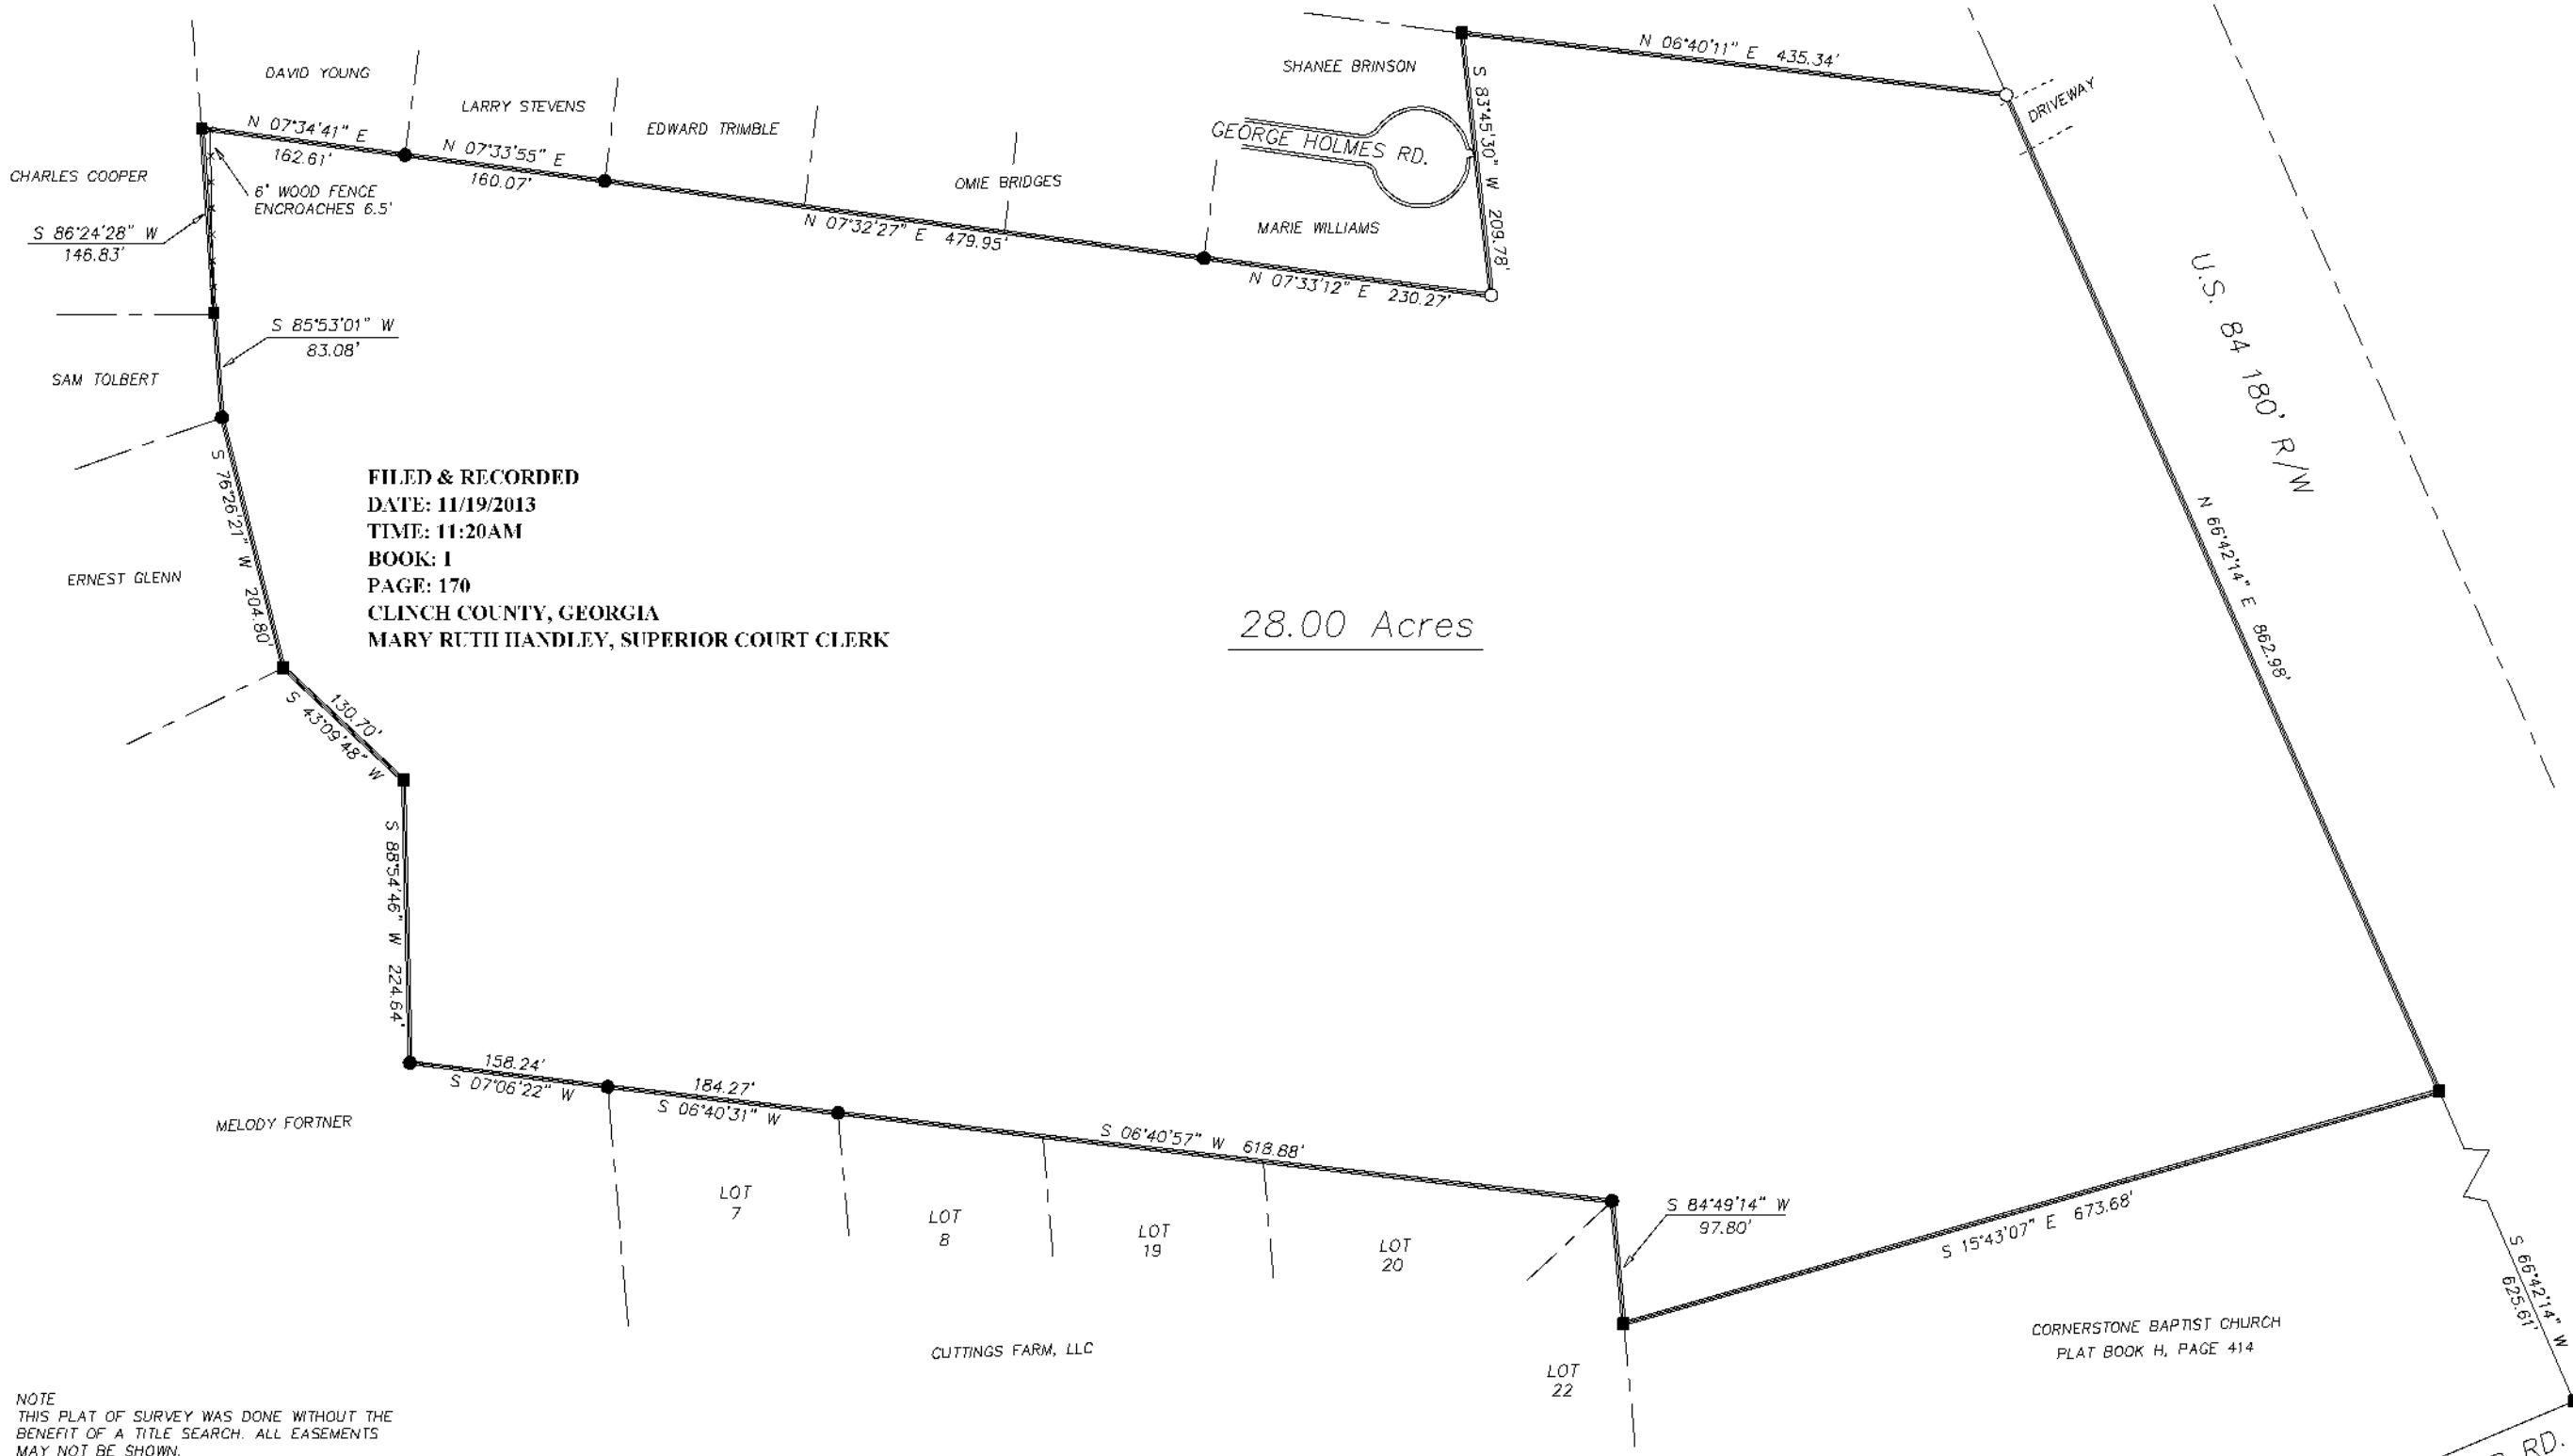 DAVID YOUNG
LARRY STEVENS
EDWARD TRIMBLE
OMIE BRIDGES
SHANEE BRINSON
GEORGE HOLMES RD.
MARIE WILLIAMS
N 06°40'11" E 435.34'
DRIVEWAY
S 83°45'30" W 209.78'
N 07°34'41" E
162.61'
N 07°33'55" E
160.07'
N 07°32'27" E 479.95'
N 07°33'12" E 230.27'
CHARLES COOPER
6' WOOD FENCE
ENCROACHES 6.5'
S 86°24'28" W
146.83'
S 85°53'01" W
83.08'
SAM TOLBERT
S 76°26'21" W 204.80'
ERNEST GLENN
FILED & RECORDED
DATE: 11/19/2013
TIME: 11:20AM
BOOK: 1
PAGE: 170
CLINCH COUNTY, GEORGIA
MARY RUTH HANDLEY, SUPERIOR COURT CLERK
28.00 Acres
U.S. 84 180' R/W
N 66°42'14" E 862.98'
130.70'
S 43°09'48" W
S 88°54'46" W 224.64'
158.24'
S 07°06'22" W
184.27'
S 06°40'31" W
S 06°40'57" W 618.88'
MELODY FORTNER
LOT
7
LOT
8
LOT
19
LOT
20
S 84°49'14" W
97.80'
S 15°43'07" E 673.68'
S 66°42'14" W
625.61'
CORNERSTONE BAPTIST CHURCH
PLAT BOOK H, PAGE 414
CUTTINGS FARM, LLC
LOT
22
NOTE
THIS PLAT OF SURVEY WAS DONE WITHOUT THE
BENEFIT OF A TITLE SEARCH. ALL EASEMENTS
MAY NOT BE SHOWN.
RD.